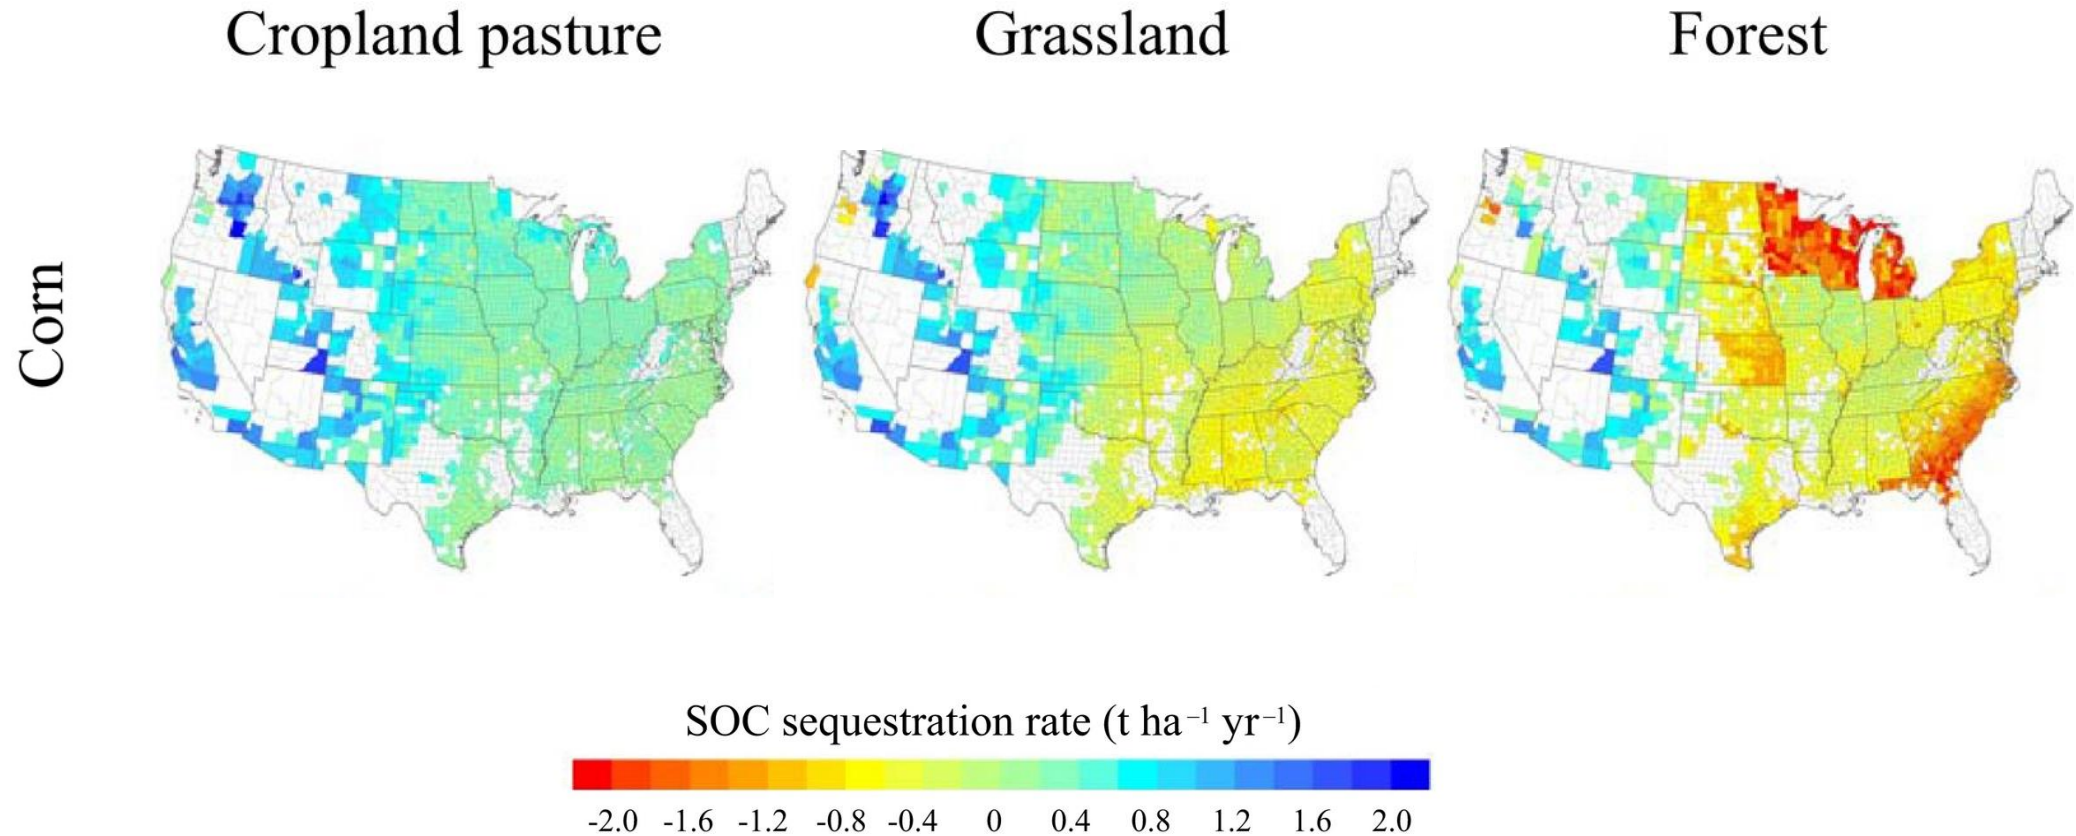 Cropland pasture Grassland Forest
Corn
SOC sequestration rate (t ha⁻¹ yr⁻¹)
-2.0 -1.6 -1.2 -0.8 -0.4 0 0.4 0.8 1.2 1.6 2.0